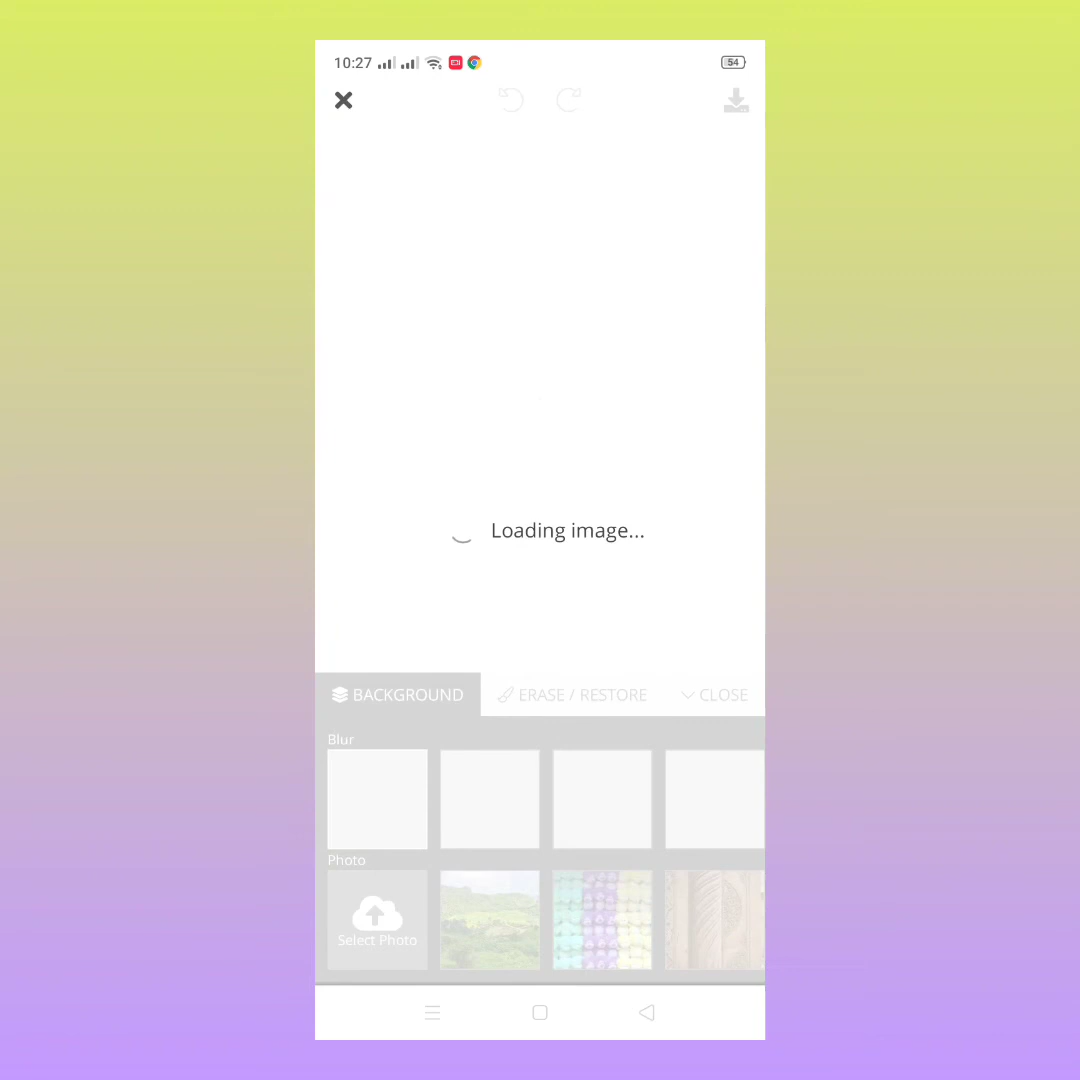 10:27
54
Loading image...
BACKGROUND
ERASE / RESTORE
CLOSE
Blur
Photo
Select Photo